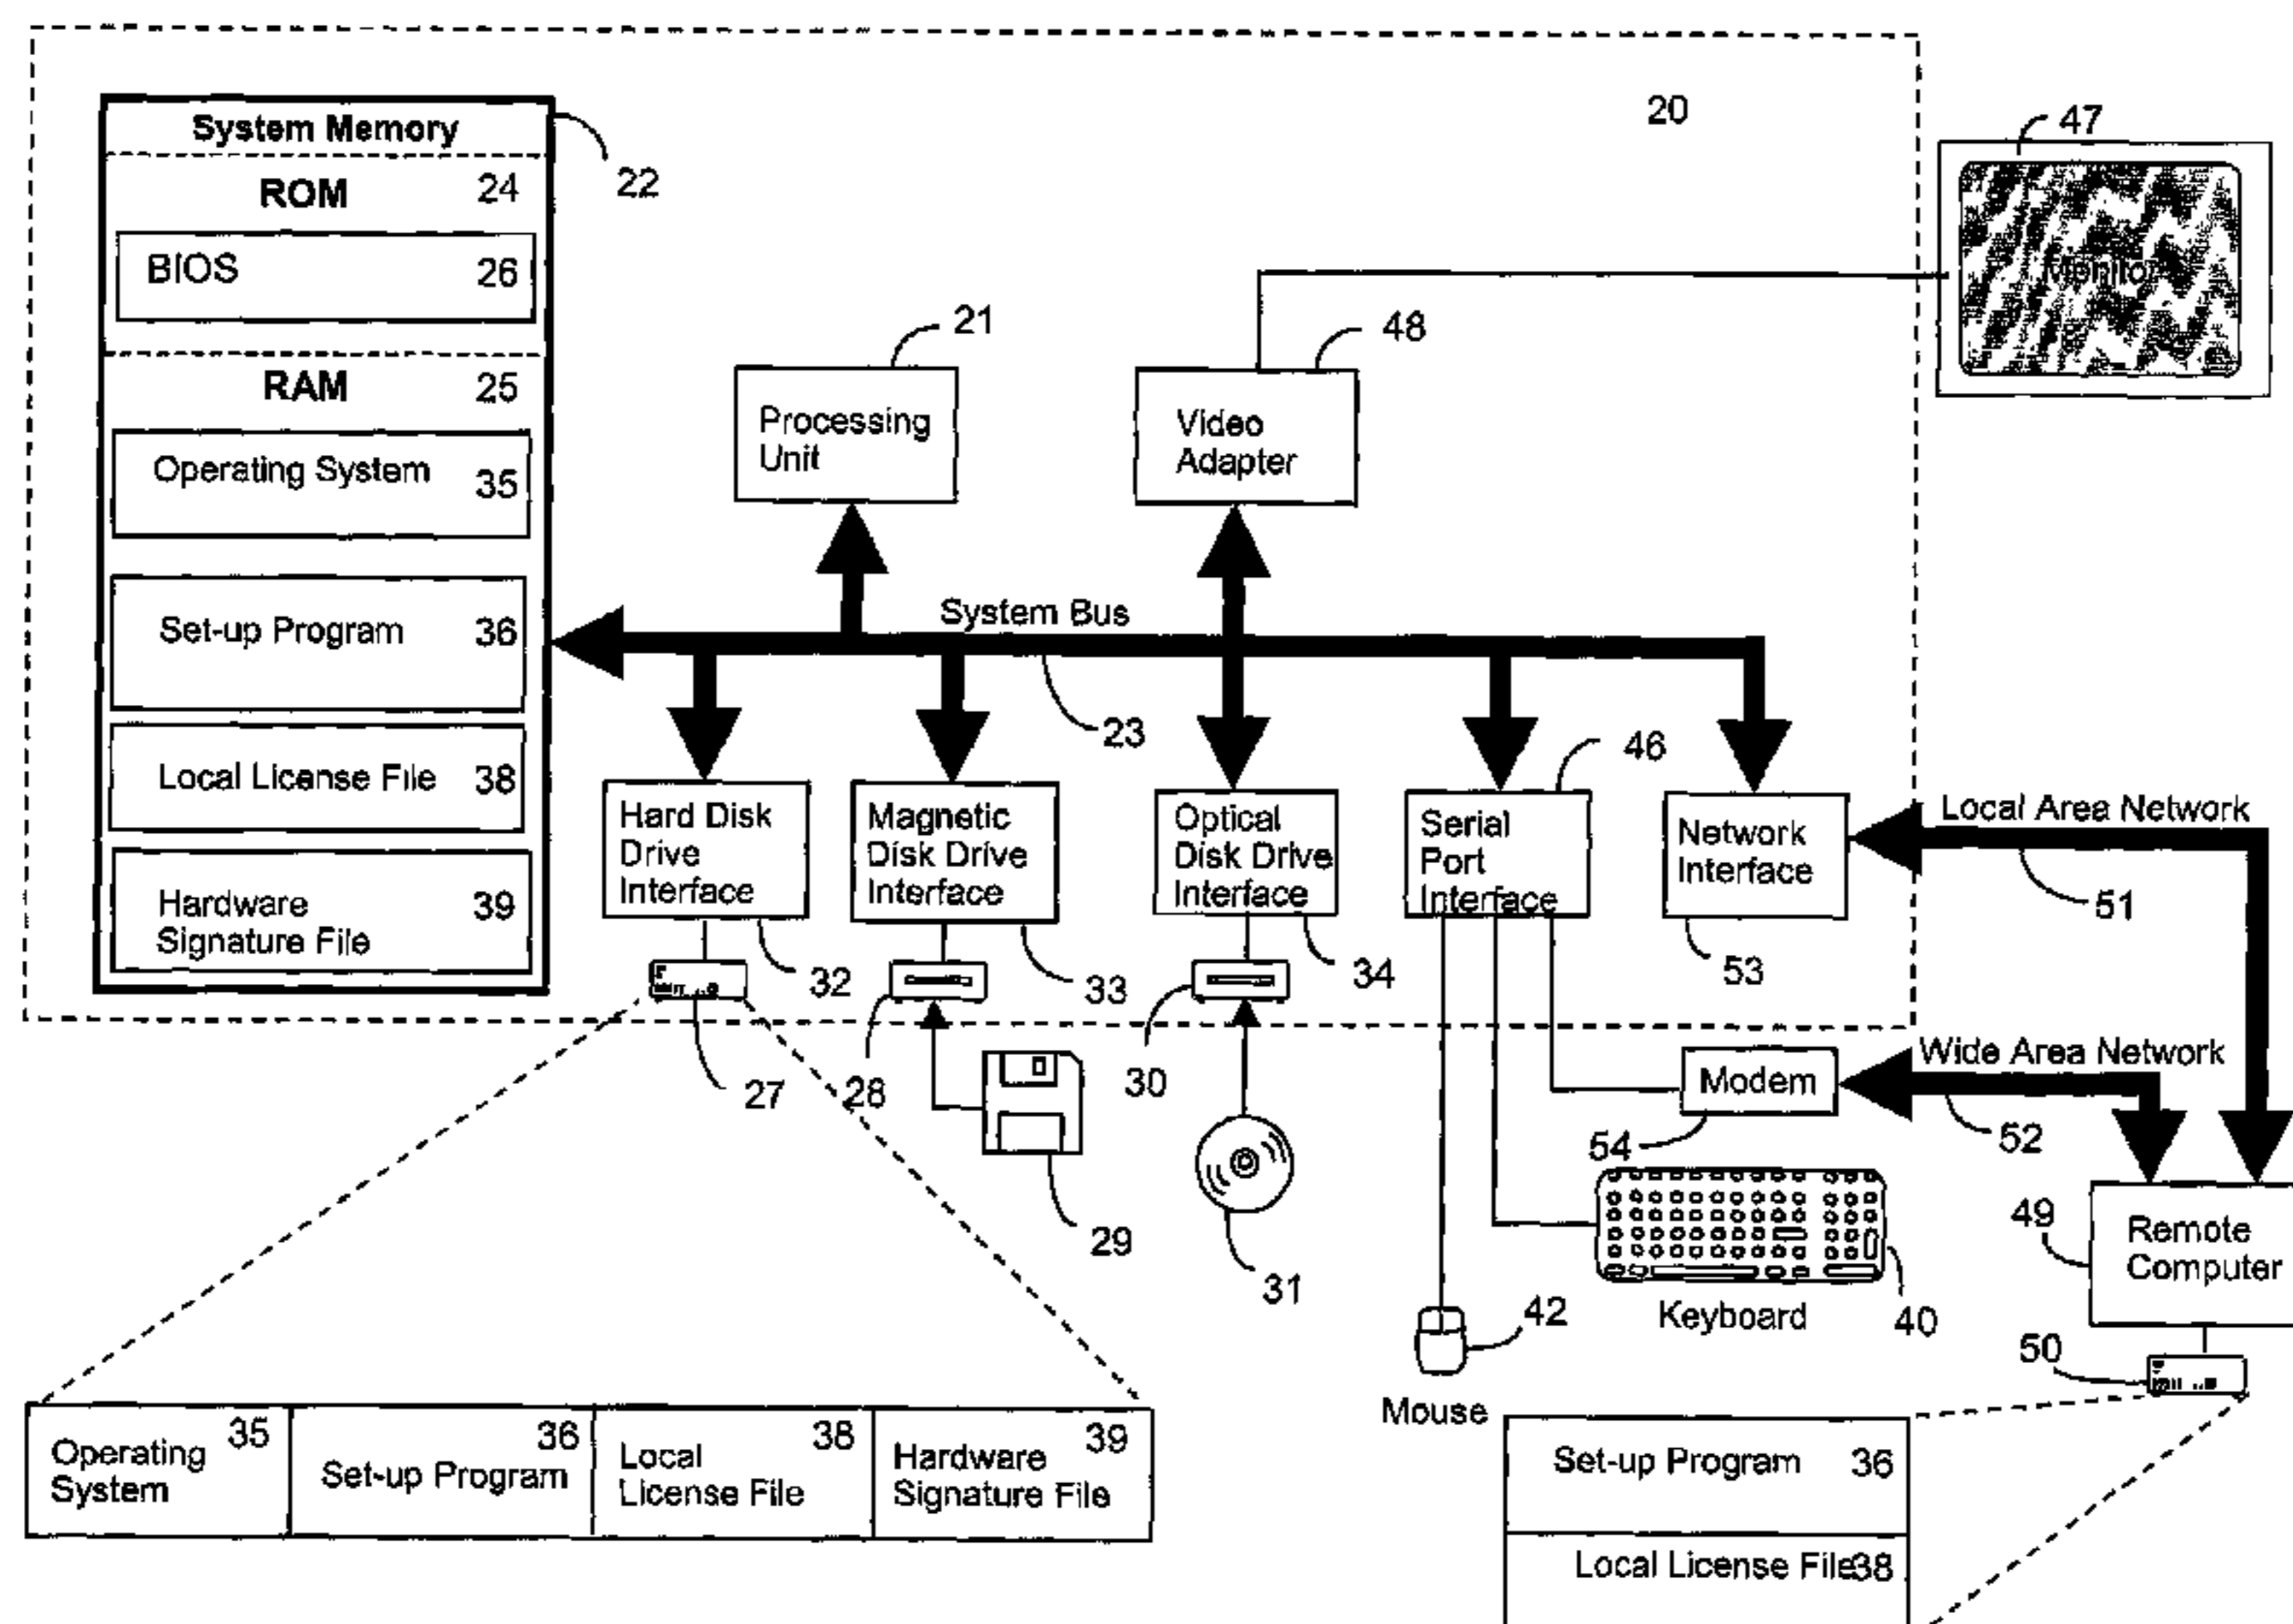 20
47
System Memory
22
ROM 24
BIOS 26
Monitor
RAM 25
21
48
Processing
Unit
Video
Adapter
Operating System 35
System Bus
Set-up Program 36
23
46
Local License File 38
Hard Disk
Drive
Interface
Magnetic
Disk Drive
Interface
Optical
Disk Drive
Interface
Serial
Port
Interface
Network
Interface
Local Area Network
51
Hardware
Signature File
39
32
33
34
53
27
28
30
Modem
Wide Area Network
54
52
29
31
42
Mouse
Keyboard
40
49
Remote
Computer
50
Operating
System
35
Set-up Program
36
Local
License File
38
Hardware
Signature File
39
Set-up Program 36
Local License File 38